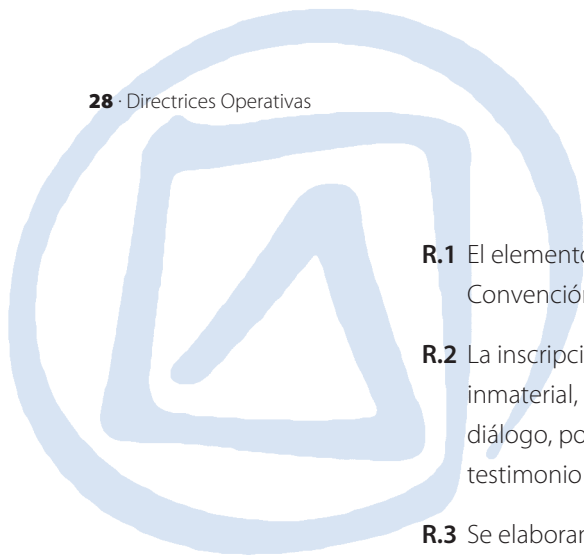 28 · Directrices Operativas
R.1 El elemento
Convención
R.2 La inscripci
inmaterial,
diálogo, po
testimonio
R.3 Se elaborar